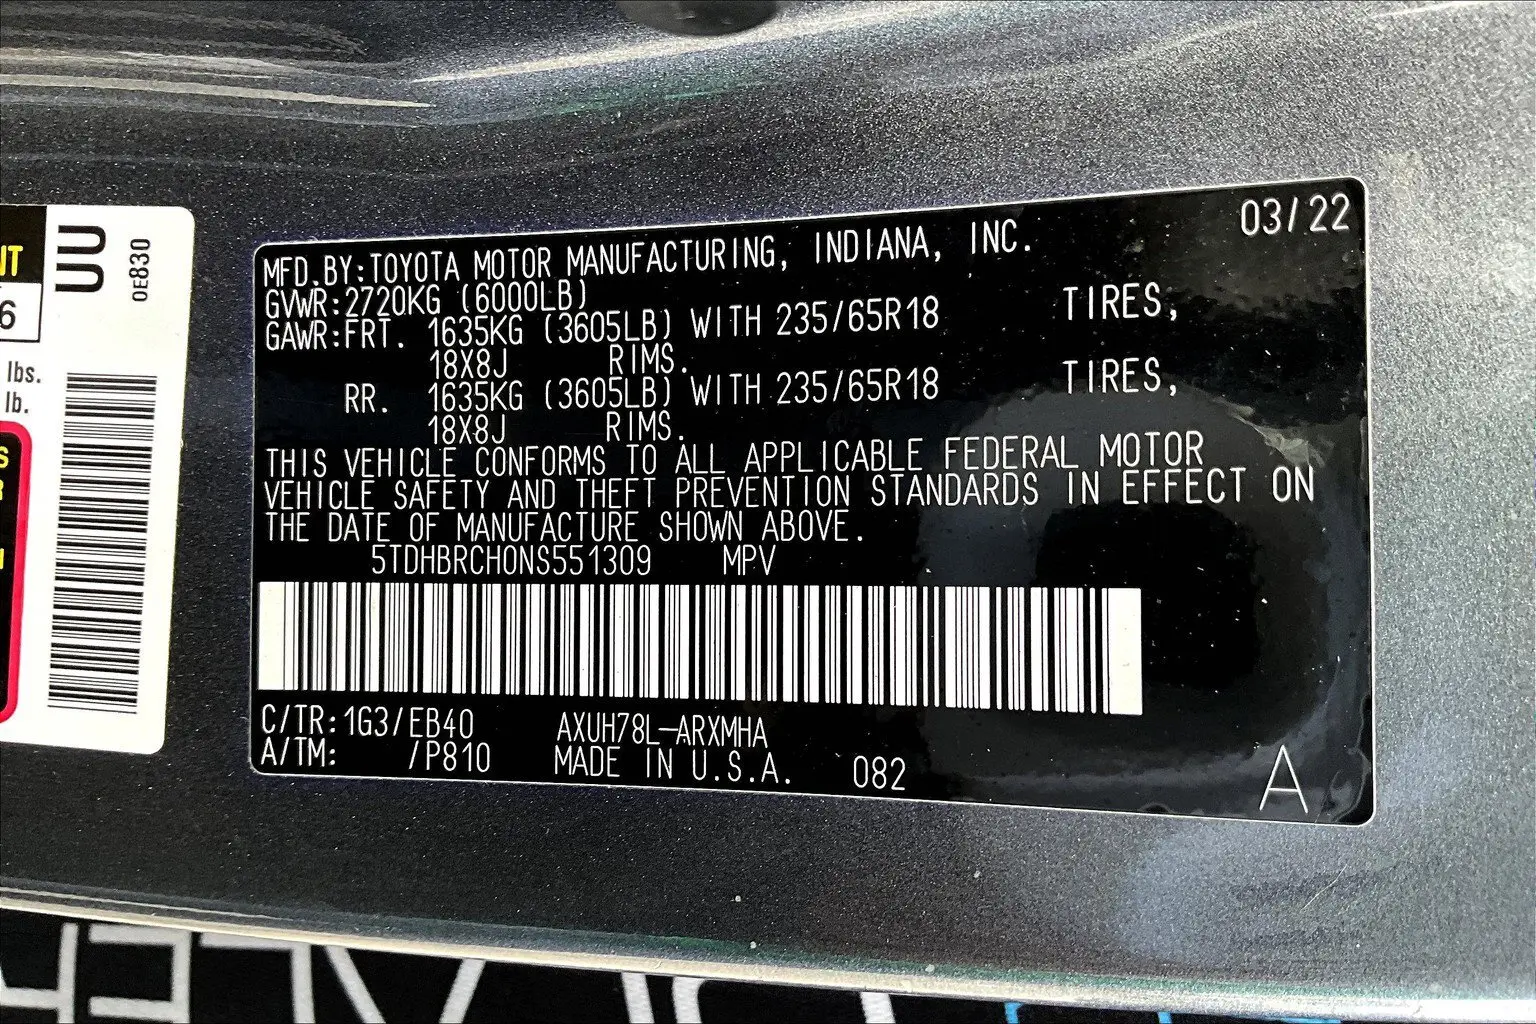 MFD.BY:TOYOTA MOTOR MANUFACTURING, INDIANA, INC. 03/22
GVWR:2720KG (6000LB)
GAWR:FRT. 1635KG (3605LB) WITH 235/65R18 TIRES,
18X8J RIMS.
RR. 1635KG (3605LB) WITH 235/65R18 TIRES,
18X8J RIMS.
THIS VEHICLE CONFORMS TO ALL APPLICABLE FEDERAL MOTOR
VEHICLE SAFETY AND THEFT PREVENTION STANDARDS IN EFFECT ON
THE DATE OF MANUFACTURE SHOWN ABOVE.
5TDHBRCH0NS551309 MPV
C/TR:1G3/EB40 AXUH78L-ARXMHA
A/TM: /P810 MADE IN U.S.A. 082 A
UU
0E830
NT
6
lbs.
lb.